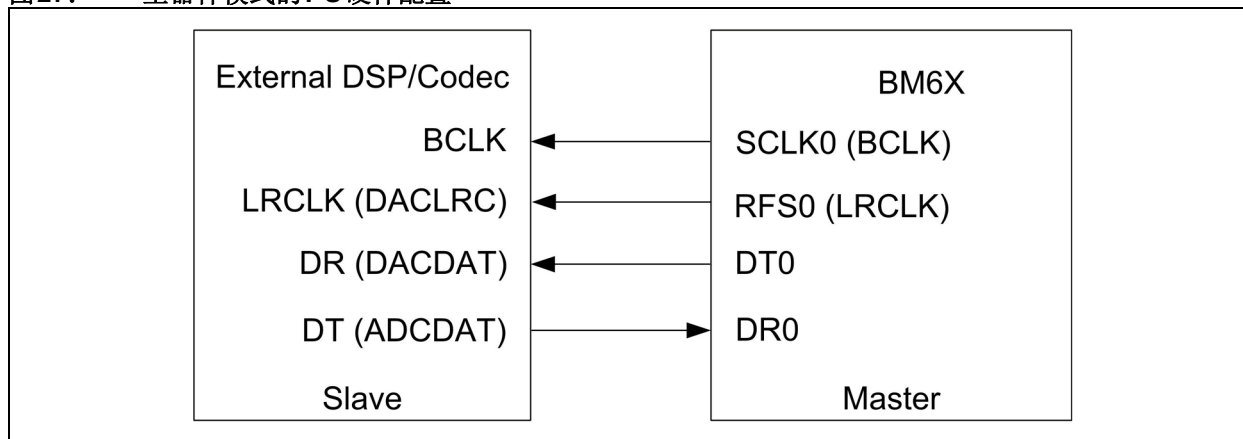 External DSP/Codec
BM6X
BCLK
SCLK0 (BCLK)
LRCLK (DACLRC)
RFS0 (LRCLK)
DR (DACDAT)
DT0
DT (ADCDAT)
DR0
Slave
Master